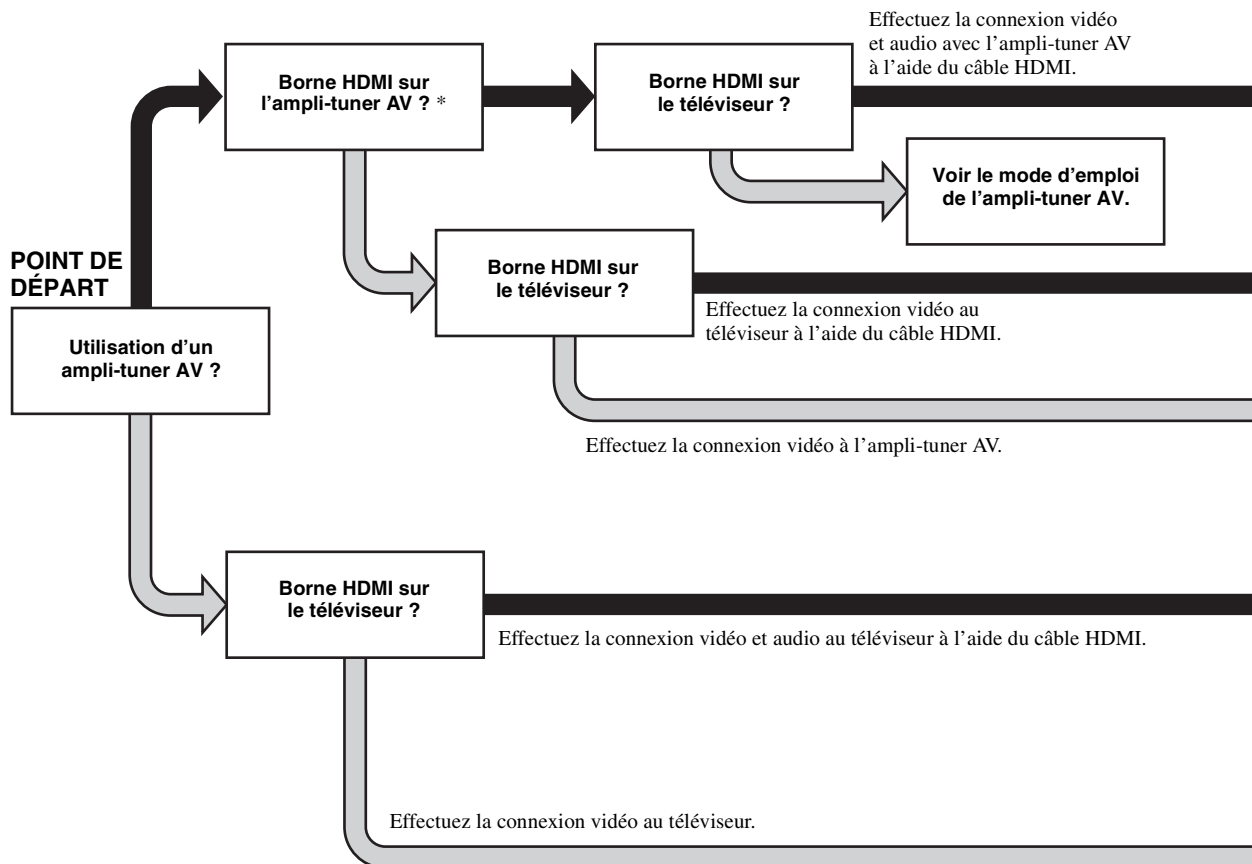 Effectuez la connexion vidéo
et audio avec l’ampli-tuner AV
à l’aide du câble HDMI.
Borne HDMI sur
l’ampli-tuner AV ? *
Borne HDMI sur
le téléviseur ?
Voir le mode d’emploi
de l’ampli-tuner AV.
POINT DE
DÉPART
Borne HDMI sur
le téléviseur ?
Effectuez la connexion vidéo au
téléviseur à l’aide du câble HDMI.
Utilisation d’un
ampli-tuner AV ?
Effectuez la connexion vidéo à l’ampli-tuner AV.
Borne HDMI sur
le téléviseur ?
Effectuez la connexion vidéo et audio au téléviseur à l’aide du câble HDMI.
Effectuez la connexion vidéo au téléviseur.